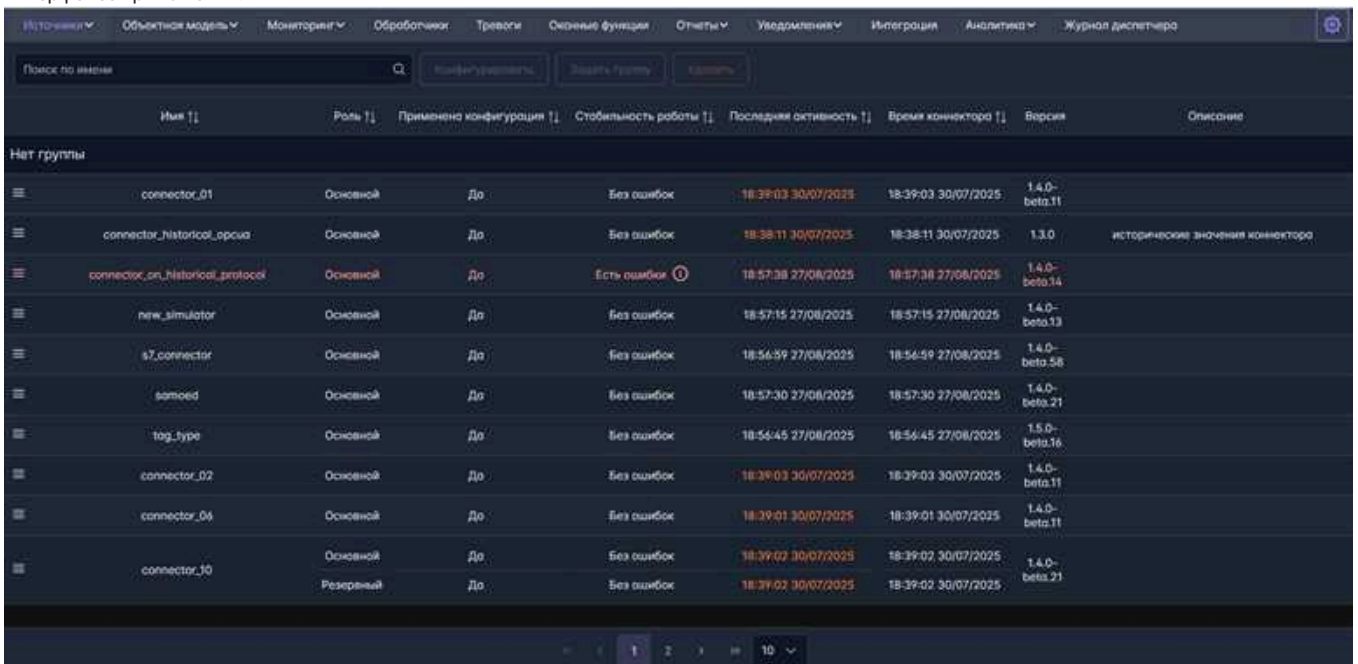 Источники Объектная модель Мониторинг Обработчики Тревоги Оконные функции Отчеты Уведомления Интеграция Аналитика Журнал диспетчера
Поиск по имени Конфигурировать Задать группу Удалить
Имя Роль Применена конфигурация Стабильность работы Последняя активность Время коннектора Версия Описание
Нет группы
connector_01 Основной Да Без ошибок 18:39:03 30/07/2025 18:39:03 30/07/2025 1.4.0-
beta.11
connector_historical_opcua Основной Да Без ошибок 18:38:11 30/07/2025 18:38:11 30/07/2025 1.3.0 исторические значения коннектора
connector_on_historical_protocol Основной Да Есть ошибки 18:57:38 27/08/2025 18:57:38 27/08/2025 1.4.0-
beta.14
new_simulator Основной Да Без ошибок 18:57:15 27/08/2025 18:57:15 27/08/2025 1.4.0-
beta.13
s7_connector Основной Да Без ошибок 18:56:59 27/08/2025 18:56:59 27/08/2025 1.4.0-
beta.58
samoed Основной Да Без ошибок 18:57:30 27/08/2025 18:57:30 27/08/2025 1.4.0-
beta.21
tag_type Основной Да Без ошибок 18:56:45 27/08/2025 18:56:45 27/08/2025 1.5.0-
beta.16
connector_02 Основной Да Без ошибок 18:39:03 30/07/2025 18:39:03 30/07/2025 1.4.0-
beta.11
connector_06 Основной Да Без ошибок 18:39:01 30/07/2025 18:39:01 30/07/2025 1.4.0-
beta.11
connector_10 Основной Да Без ошибок 18:39:02 30/07/2025 18:39:02 30/07/2025 1.4.0-
beta.21
Резервный Да Без ошибок 18:39:02 30/07/2025 18:39:02 30/07/2025
1 2 10